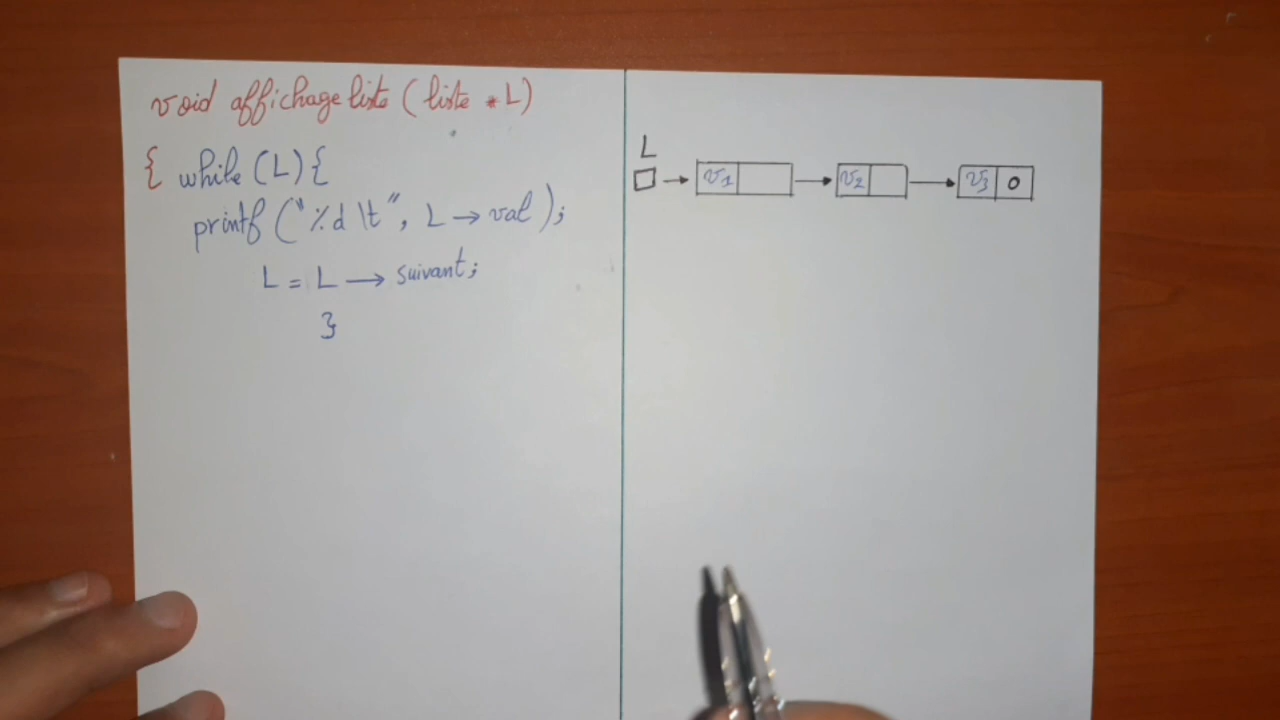 void affichage liste (liste *L)
{ while (L) {
printf ("%d \t", L → val );
L = L → suivant;
}
L
v1 v2 v3 0